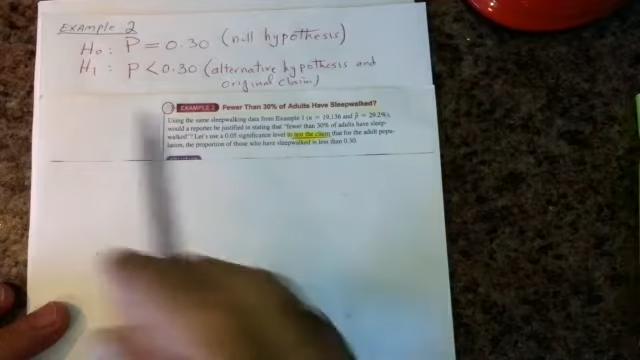 Example 2
H₀ : P = 0.30 (null hypothesis)
H₁ : P < 0.30 (alternative hypothesis and
original claim)
EXAMPLE 2 Fewer Than 30% of Adults Have Sleepwalked?
Using the same sleepwalking data from Example 1 (n = 19,136 and p̂ = 29.2%),
would a reporter be justified in stating that "fewer than 30% of adults have sleep-
walked"? Let's use a 0.05 significance level to test the claim that for the adult popu-
lation, the proportion of those who have sleepwalked is less than 0.30.